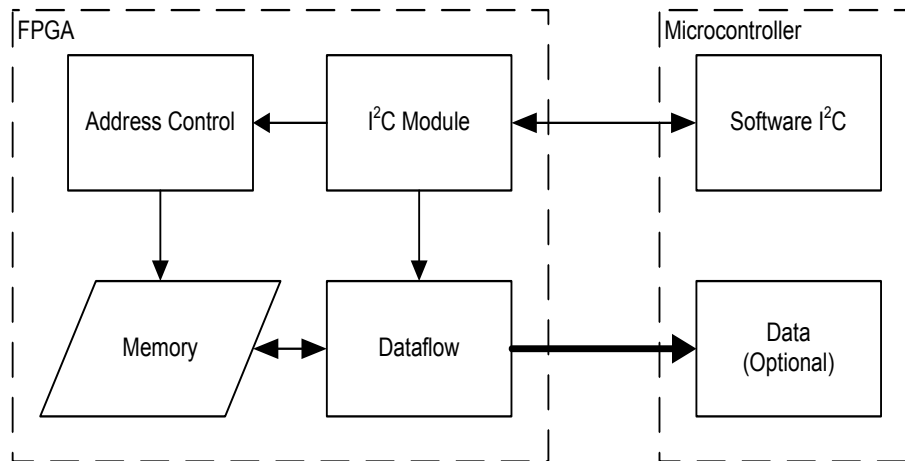 FPGA
Microcontroller
Address Control
I²C Module
Software I²C
Memory
Dataflow
Data
(Optional)